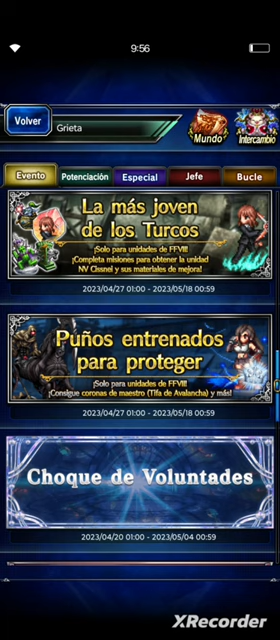 9:56
Volver
Grieta
Mundo
Intercambio
Evento
Potenciación
Especial
Jefe
Bucle
La más joven
de los Turcos
¡Solo para unidades de FFVII!
¡Completa misiones para obtener la unidad
NV Cissnei y sus materiales de mejora!
2023/04/27 01:00 - 2023/05/18 00:59
Puños entrenados
para proteger
¡Solo para unidades de FFVII!
¡Consigue coronas de maestro (Tifa de Avalancha) y más!
2023/04/27 01:00 - 2023/05/18 00:59
Choque de Voluntades
2023/04/20 01:00 - 2023/05/04 00:59
XRecorder